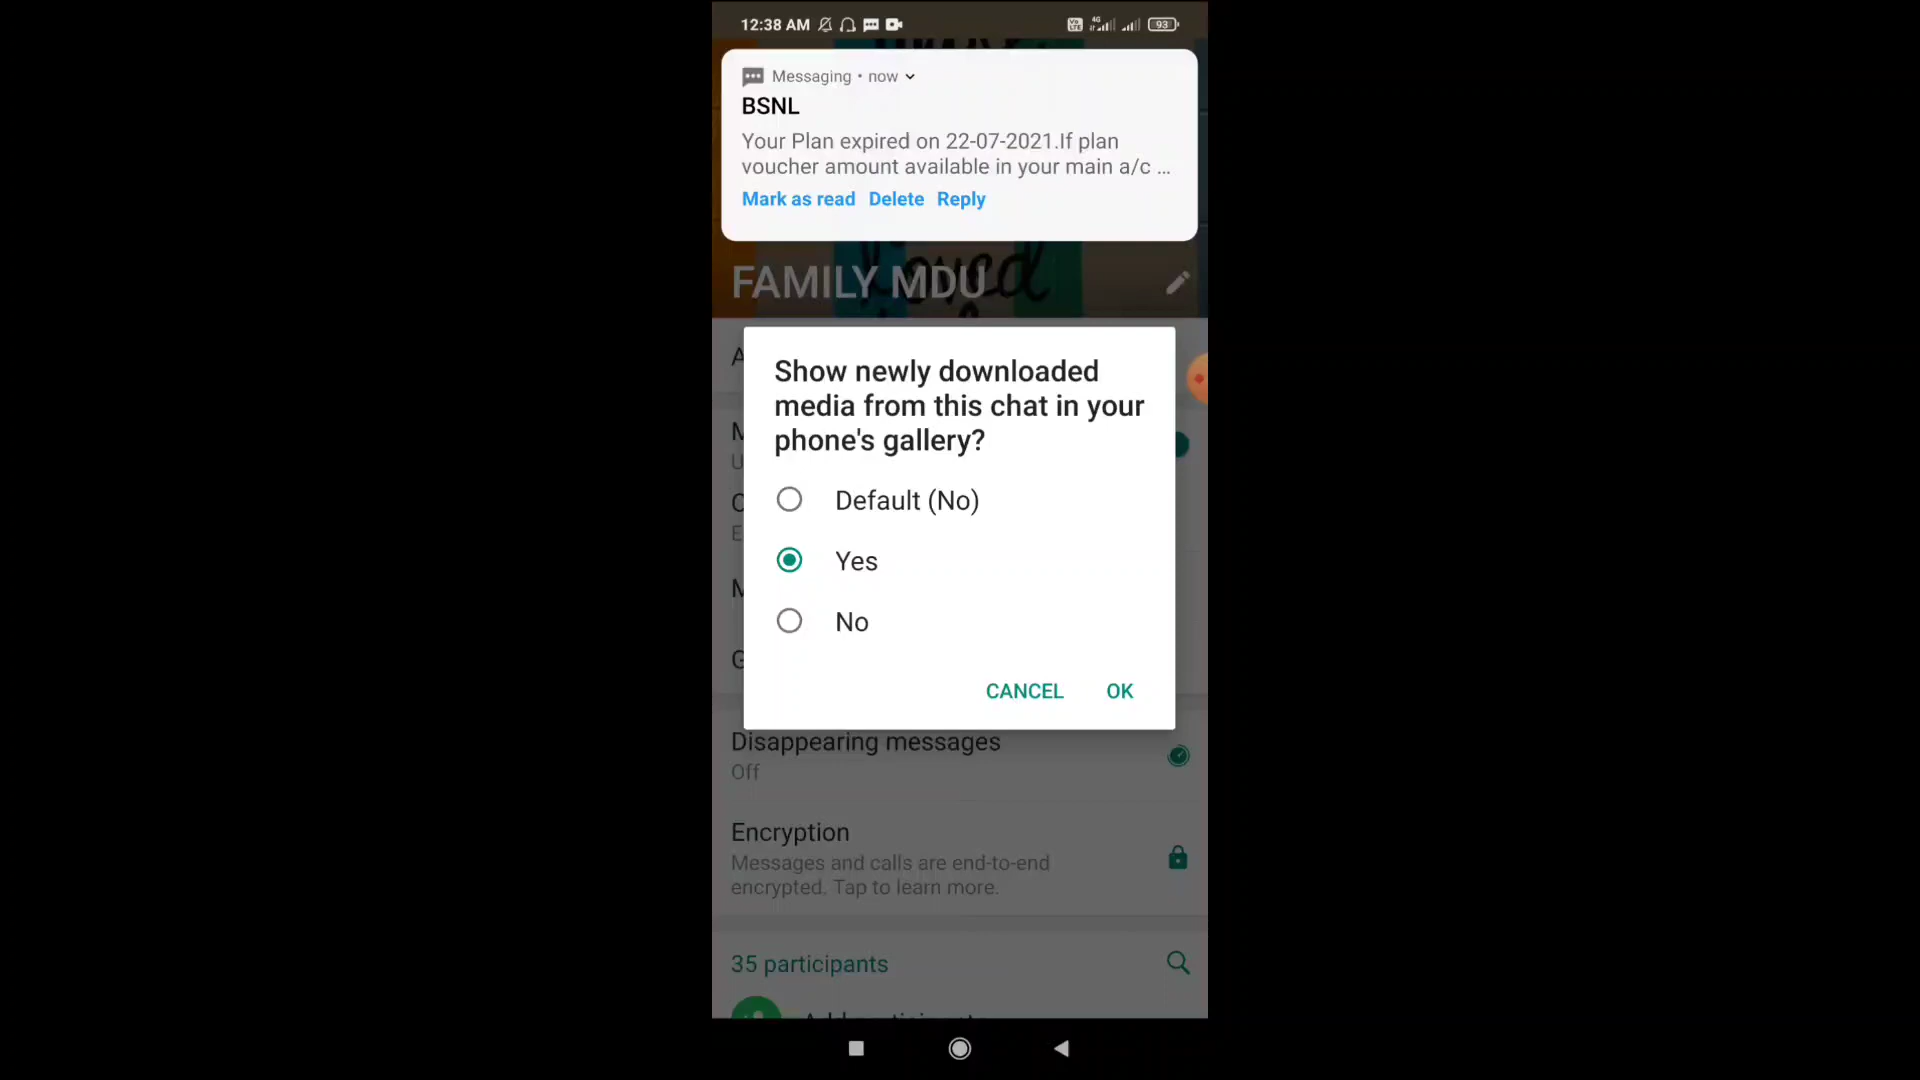 12:38 AM
4G
93
Messaging • now
BSNL
Your Plan expired on 22-07-2021.If plan
voucher amount available in your main a/c ...
Mark as read Delete Reply
loved
FAMILY MDU
Show newly downloaded
media from this chat in your
phone's gallery?
Default (No)
Yes
No
CANCEL OK
Disappearing messages
Off
Encryption
Messages and calls are end-to-end
encrypted. Tap to learn more.
35 participants